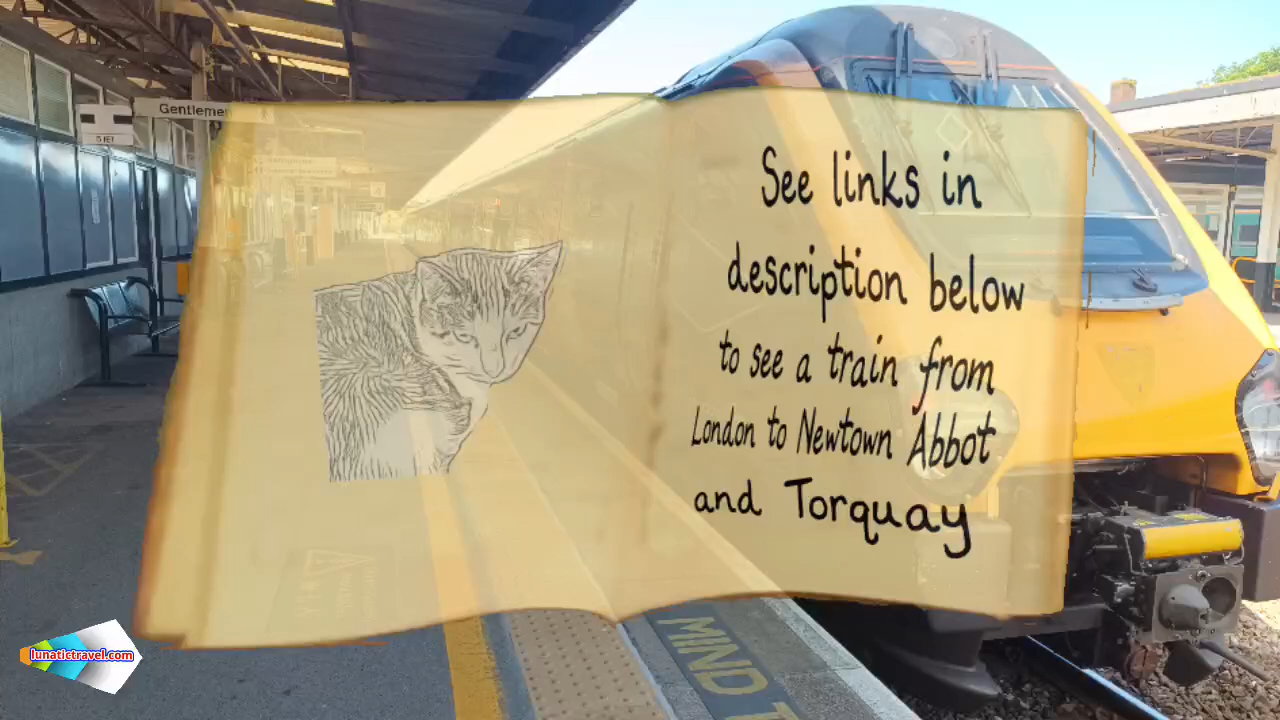 Gentlemen
See links in
description below
to see a train from
London to Newtown Abbot
and Torquay
MIND T
lunatictravel.com